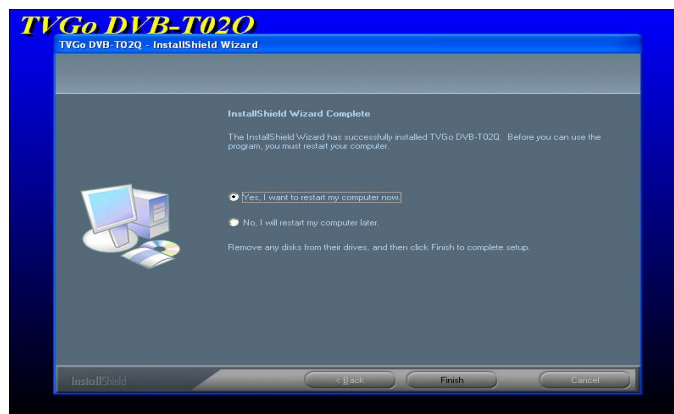 TVGo DVB-T02Q
TVGo DVB-T02Q - InstallShield Wizard
InstallShield Wizard Complete
The InstallShield Wizard has successfully installed TVGo DVB-T02Q. Before you can use the
program, you must restart your computer.
Yes, I want to restart my computer now.
No, I will restart my computer later.
Remove any disks from their drives, and then click Finish to complete setup.
InstallShield
< Back
Finish
Cancel